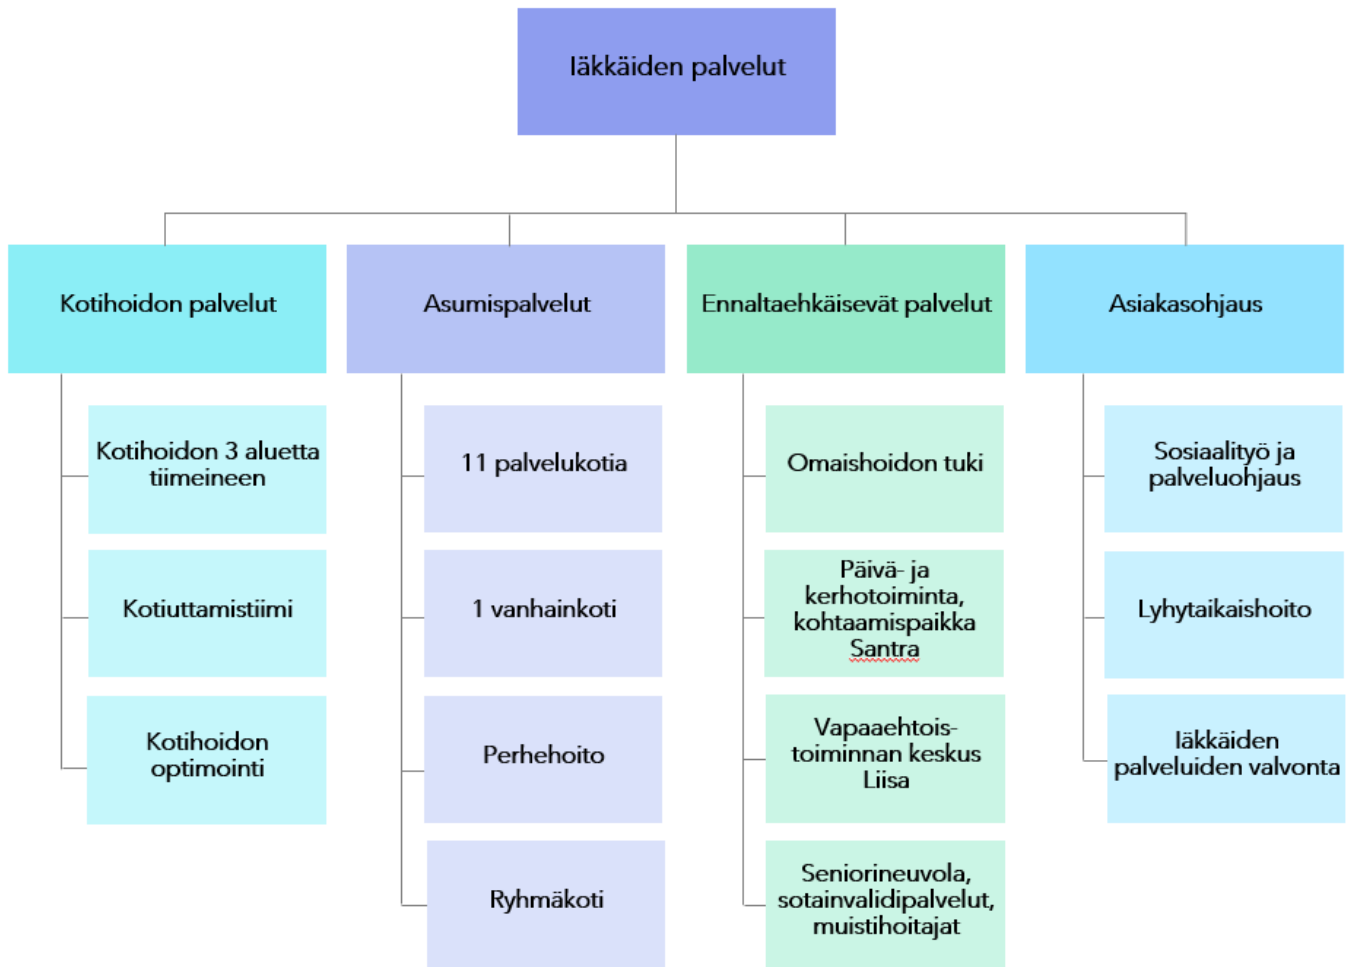 Iäkkäiden palvelut
Kotihoidon palvelut
Kotihoidon 3 aluetta
tiimeineen
Kotiuttamistiimi
Kotihoidon
optimointi
Asumispalvelut
11 palvelukotia
1 vanhainkoti
Perhehoito
Ryhmäkoti
Ennaltaehkäisevät palvelut
Omaishoidon tuki
Päivä- ja
kerhotoiminta,
kohtaamispaikka
Santra
Vapaaehtois-
toiminnan keskus
Liisa
Seniorineuvola,
sotainvalidipalvelut,
muistihoitajat
Asiakasohjaus
Sosiaalityö ja
palveluohjaus
Lyhytaikaishoito
Iäkkäiden
palveluiden valvonta